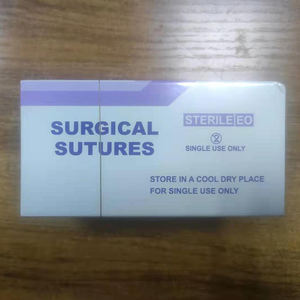 SURGICAL
SUTURES
STERILE EO
SINGLE USE ONLY
STORE IN A COOL DRY PLACE
FOR SINGLE USE ONLY